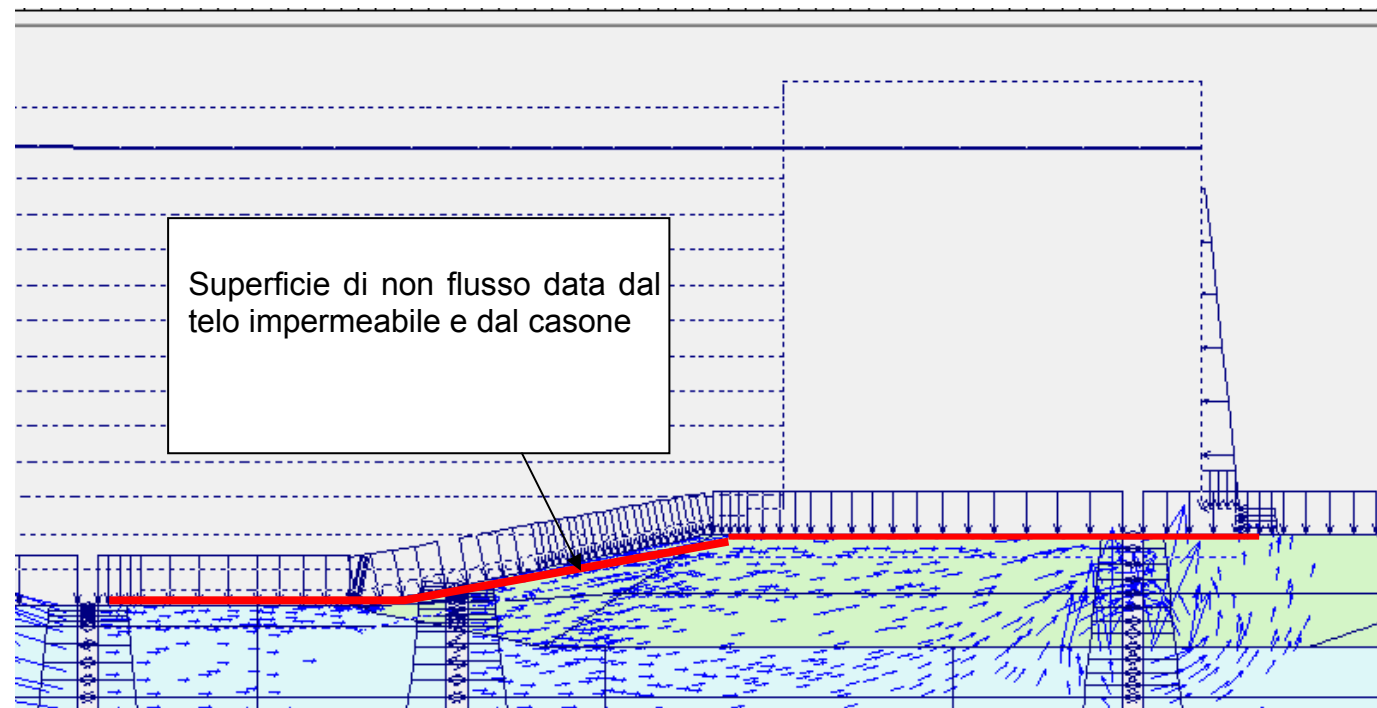 Superficie di non flusso data dal
telo impermeabile e dal casone